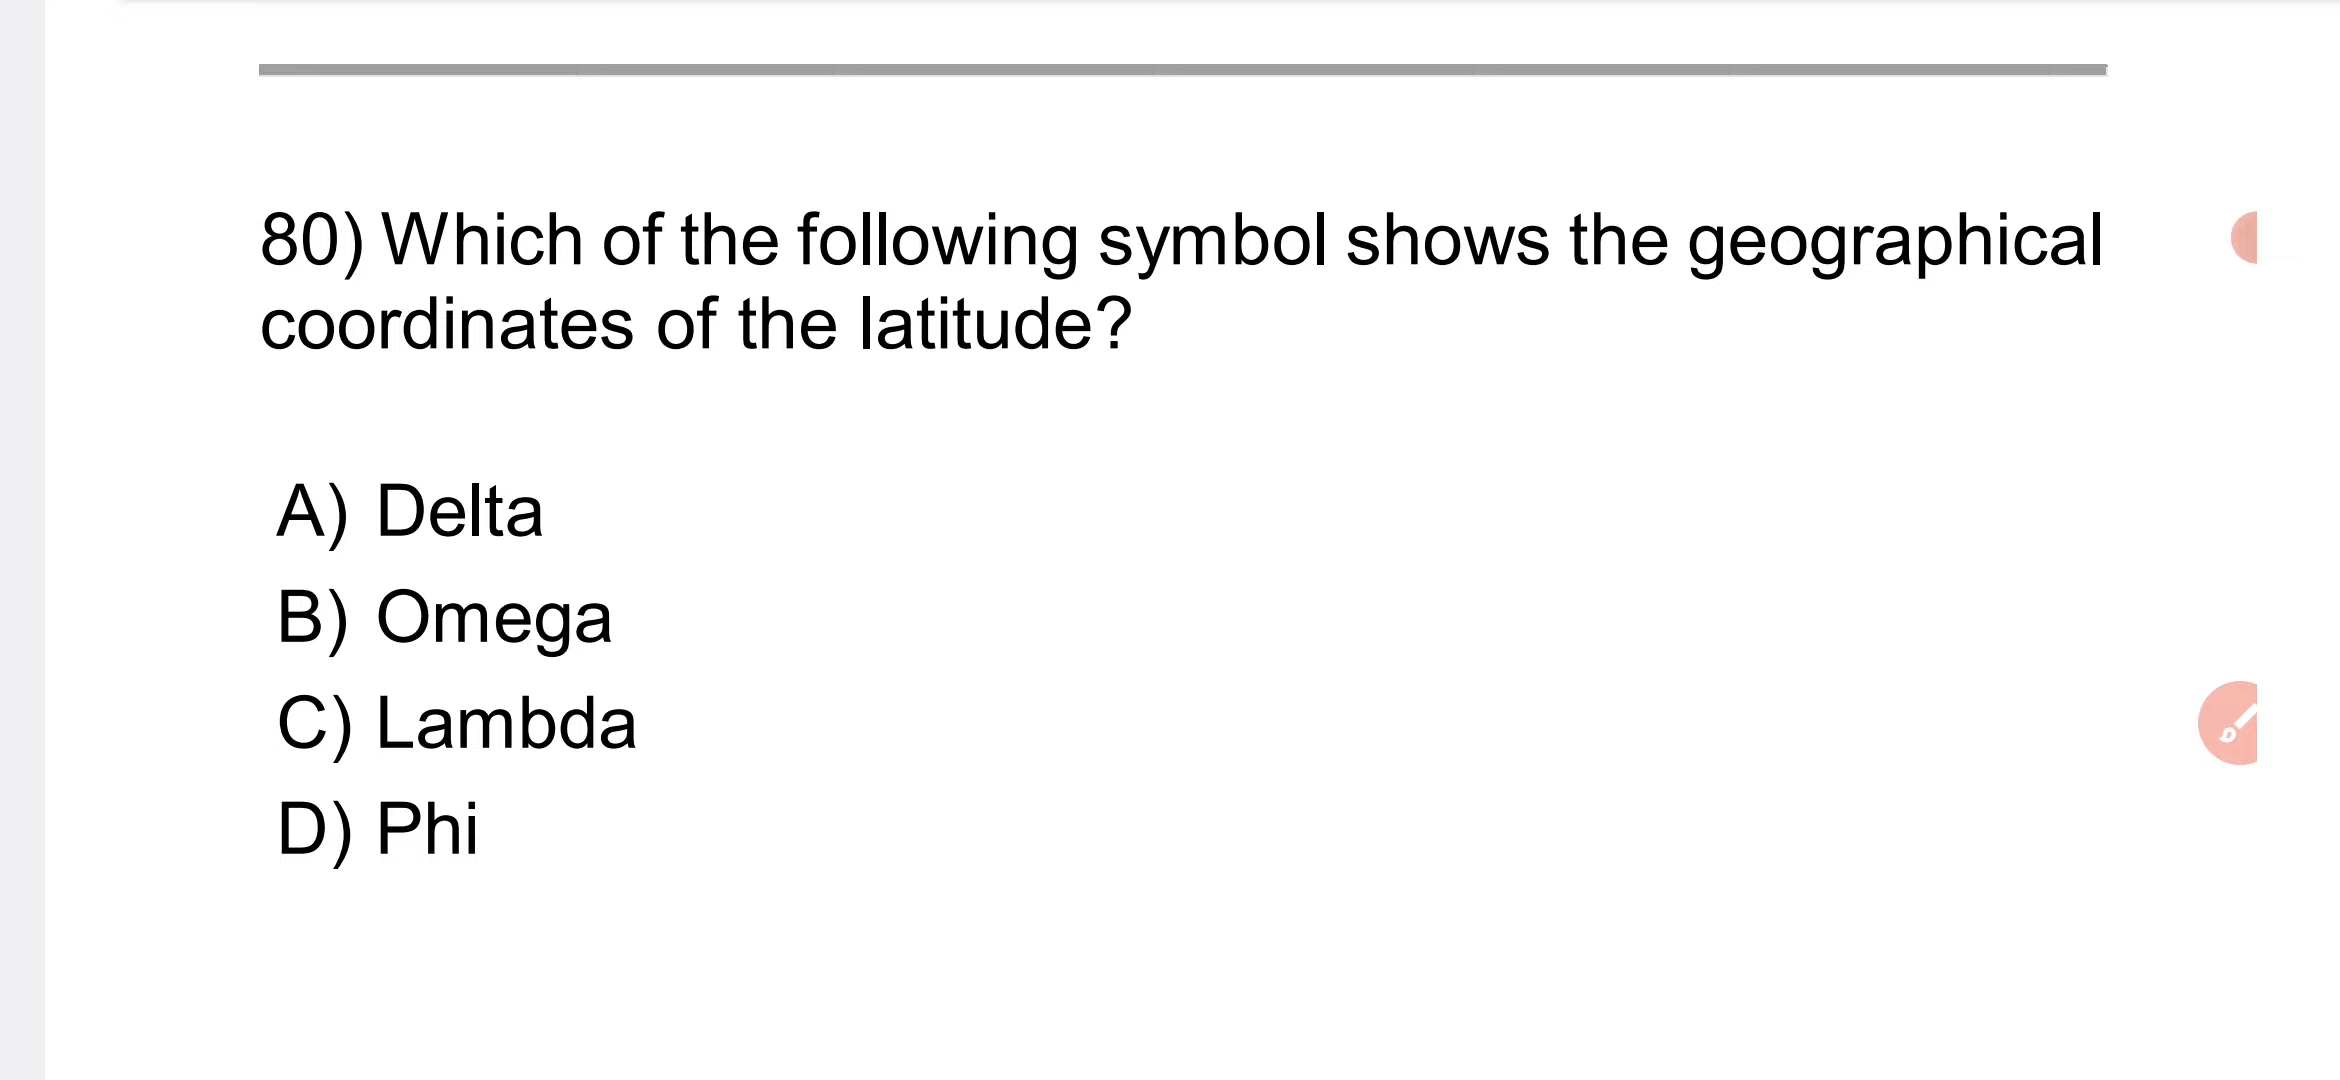 80) Which of the following symbol shows the geographical
coordinates of the latitude?
A) Delta
B) Omega
C) Lambda
D) Phi